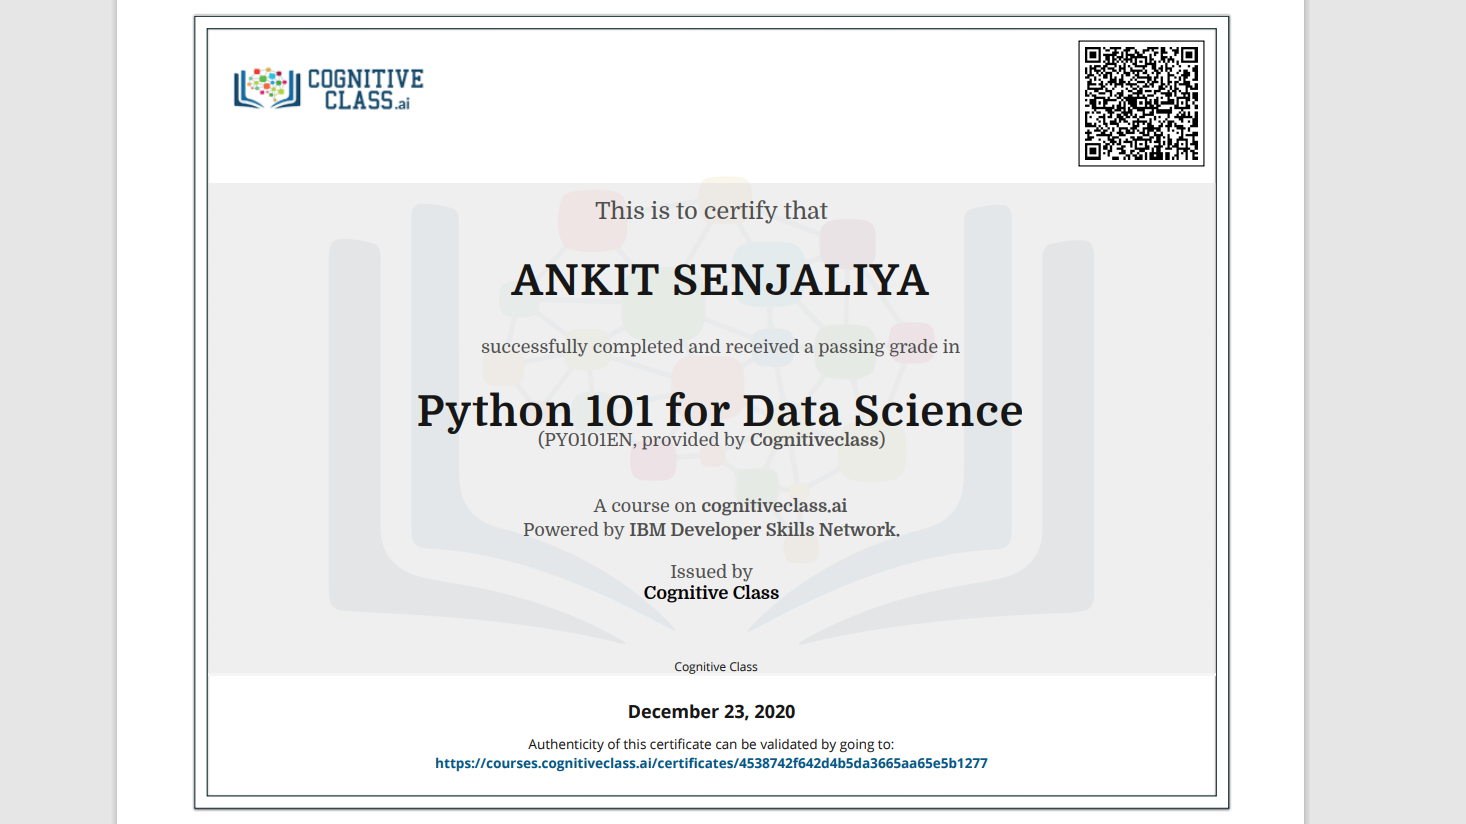 COGNITIVE
CLASS.ai
This is to certify that
ANKIT SENJALIYA
successfully completed and received a passing grade in
Python 101 for Data Science
(PY0101EN, provided by Cognitiveclass)
A course on cognitiveclass.ai
Powered by IBM Developer Skills Network.
Issued by
Cognitive Class
Cognitive Class
December 23, 2020
Authenticity of this certificate can be validated by going to:
https://courses.cognitiveclass.ai/certificates/4538742f642d4b5da3665aa65e5b1277